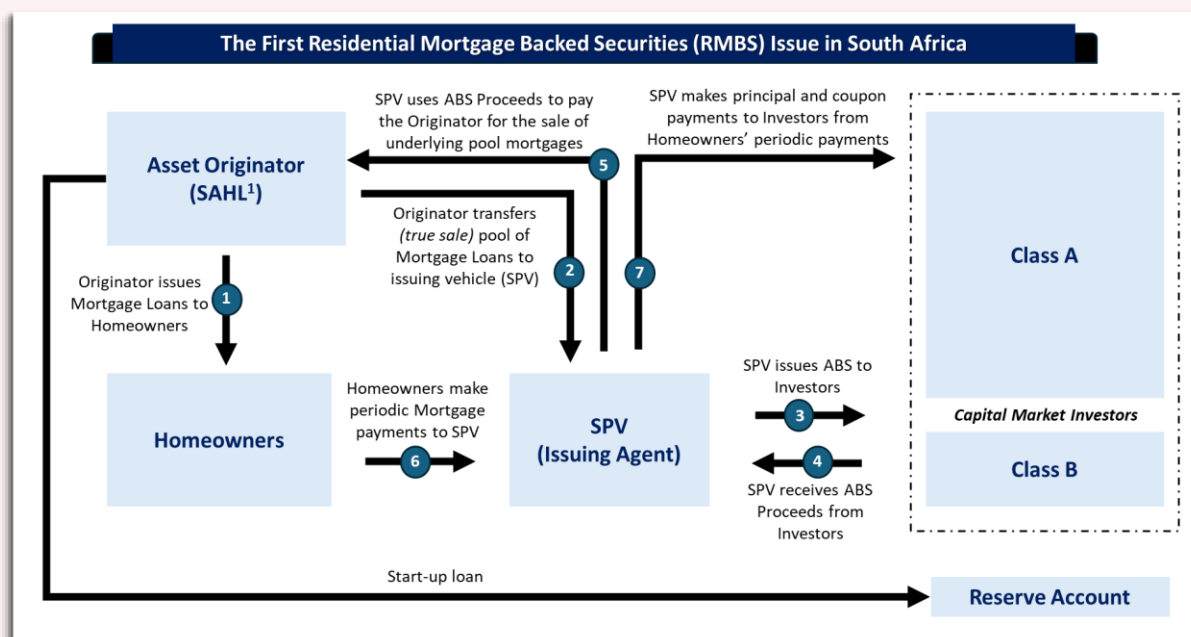 The First Residential Mortgage Backed Securities (RMBS) Issue in South Africa
SPV uses ABS Proceeds to pay
the Originator for the sale of
underlying pool mortgages
SPV makes principal and coupon
payments to Investors from
Homeowners' periodic payments
Asset Originator
(SAHL¹)
5
Originator transfers
(true sale) pool of
Mortgage Loans to
issuing vehicle (SPV)
2
7
Class A
Originator issues
Mortgage Loans to
Homeowners
1
Homeowners
Homeowners make
periodic Mortgage
payments to SPV
6
SPV
(Issuing Agent)
SPV issues ABS to
Investors
3
4
SPV receives ABS
Proceeds from
Investors
Capital Market Investors
Class B
Start-up loan
Reserve Account